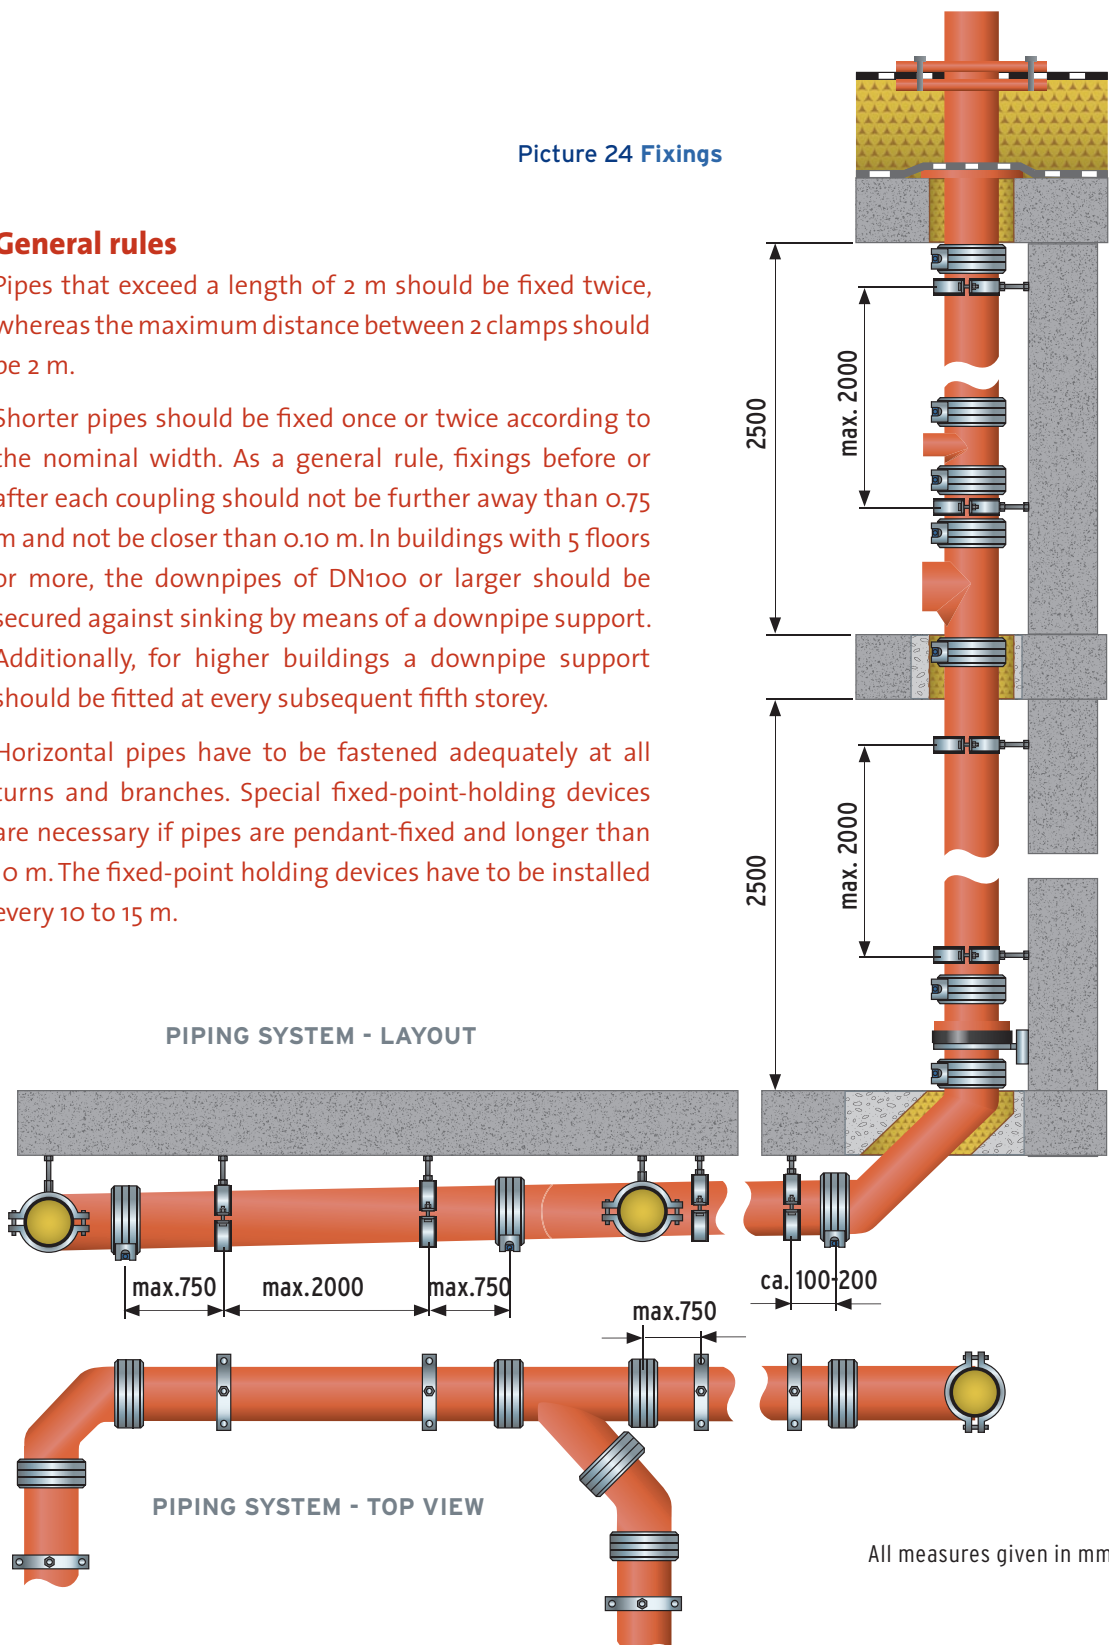 Picture 24 Fixings
General rules
Pipes that exceed a length of 2 m should be fixed twice,
whereas the maximum distance between 2 clamps should
be 2 m.
Shorter pipes should be fixed once or twice according to
the nominal width. As a general rule, fixings before or
after each coupling should not be further away than 0.75
m and not be closer than 0.10 m. In buildings with 5 floors
or more, the downpipes of DN100 or larger should be
secured against sinking by means of a downpipe support.
Additionally, for higher buildings a downpipe support
should be fitted at every subsequent fifth storey.
Horizontal pipes have to be fastened adequately at all
turns and branches. Special fixed-point-holding devices
are necessary if pipes are pendant-fixed and longer than
10 m. The fixed-point holding devices have to be installed
every 10 to 15 m.
2500
max. 2000
2500
max. 2000
PIPING SYSTEM - LAYOUT
max.750
max.2000
max.750
ca. 100-200
max.750
PIPING SYSTEM - TOP VIEW
All measures given in mm